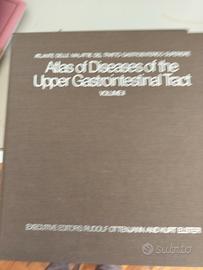 ATLANTE DELLE MALATTIE DEL TRATTO GASTROENTERICO SUPERIORE
Atlas of Diseases of the
Upper Gastrointestinal Tract
VOLUME II
EXECUTIVE EDITORS: RUDOLF OTTENJANN AND KURT ELSTER
subito.it